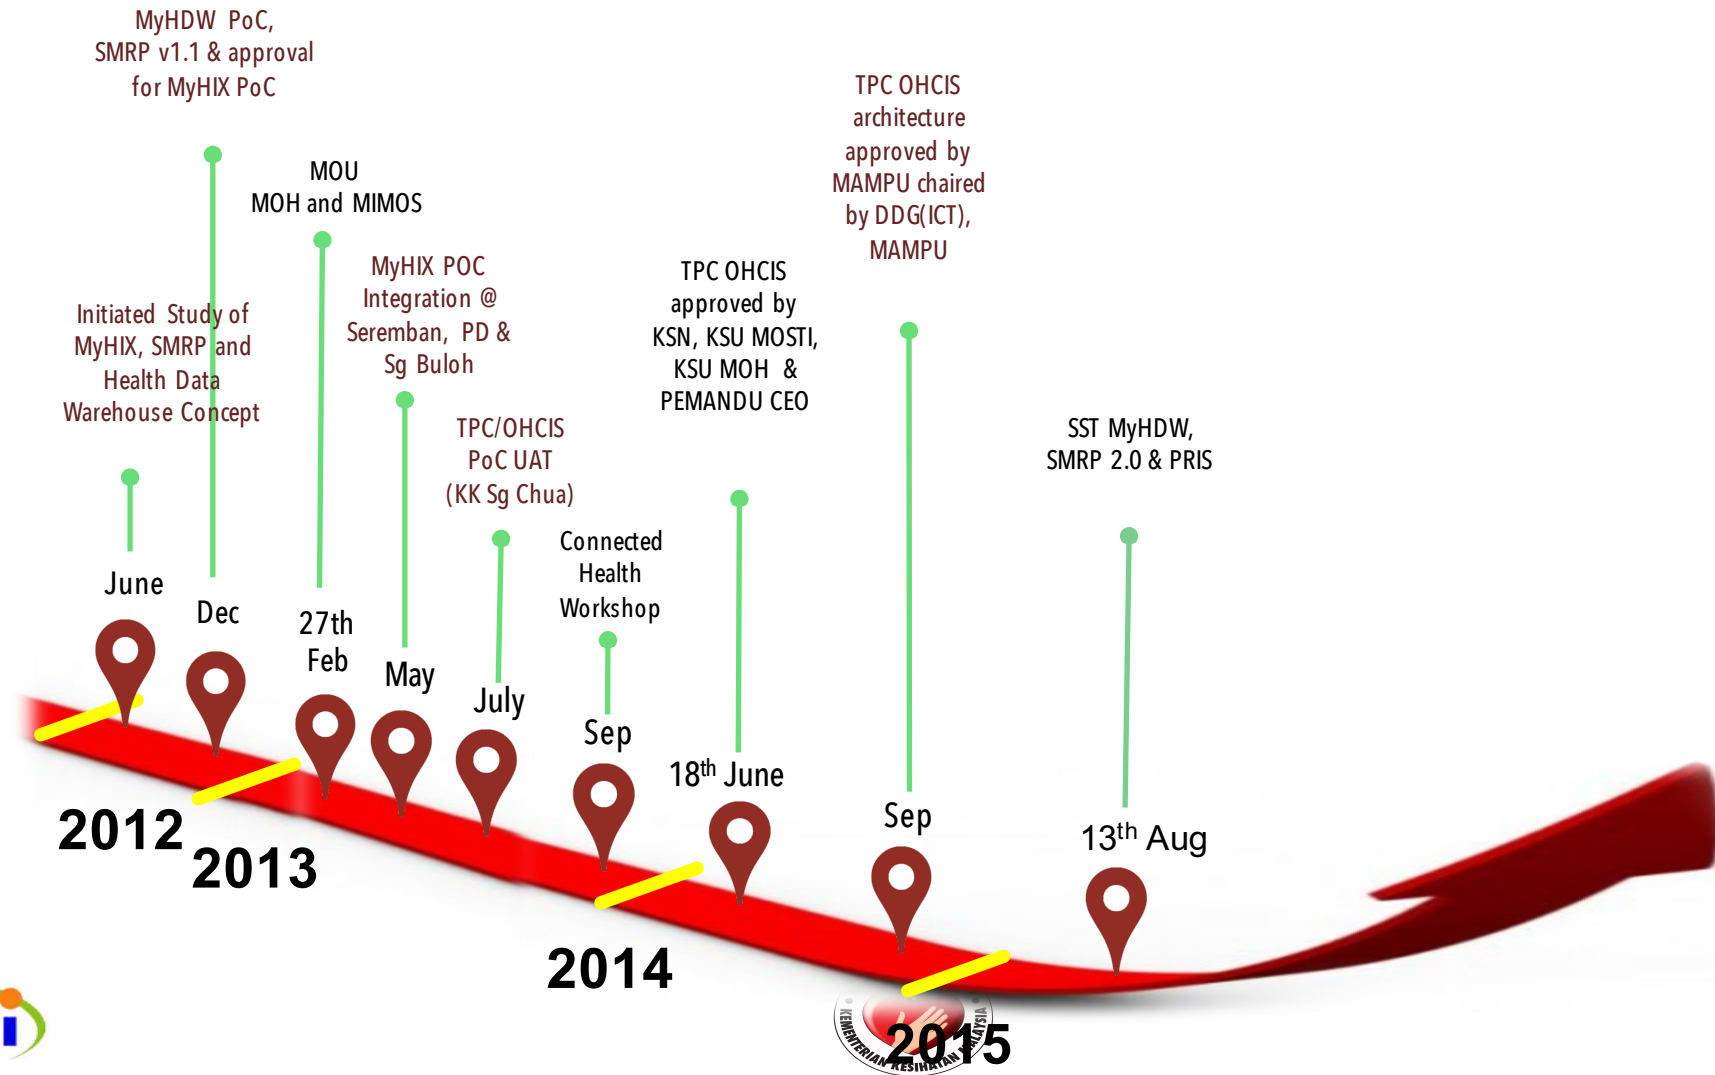 MyHDW PoC,
SMRP v1.1 & approval
for MyHIX PoC
MOU
MOH and MIMOS
Initiated Study of
MyHIX, SMRP and
Health Data
Warehouse Concept
MyHIX POC
Integration @
Seremban, PD &
Sg Buloh
TPC/OHCIS
PoC UAT
(KK Sg Chua)
Connected
Health
Workshop
TPC OHCIS
approved by
KSN, KSU MOSTI,
KSU MOH &
PEMANDU CEO
TPC OHCIS
architecture
approved by
MAMPU chaired
by DDG(ICT),
MAMPU
SST MyHDW,
SMRP 2.0 & PRIS
June
Dec
27th
Feb
May
July
Sep
18th June
Sep
13th Aug
2012
2013
2014
2015
KEMENTERIAN KESIHATAN MALAYSIA